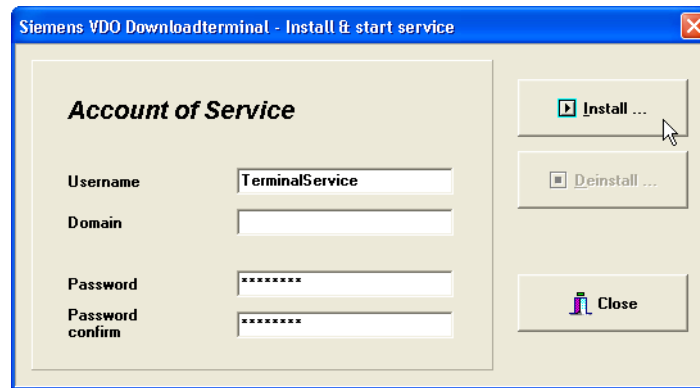 Siemens VDO Downloadterminal - Install & start service
Account of Service
Install ...
Username
TerminalService
Deinstall ...
Domain
Password
********
Close
Password
confirm
********